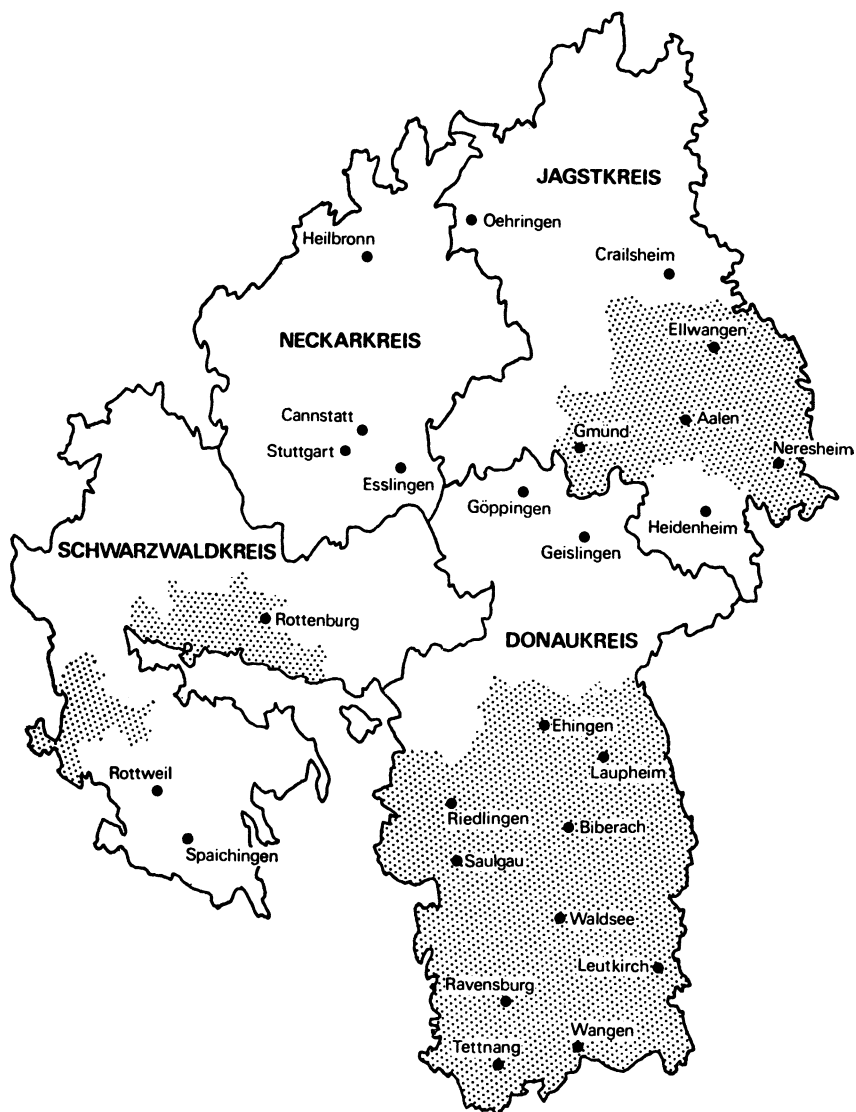 JAGSTKREIS
Oehringen
Heilbronn
Crailsheim
Ellwangen
NECKARKREIS
Cannstatt
Aalen
Gmund
Stuttgart
Neresheim
Esslingen
Göppingen
Heidenheim
Geislingen
SCHWARZWALDKREIS
Rottenburg
DONAUKREIS
Ehingen
Laupheim
Rottweil
Riedlingen
Biberach
Spaichingen
Saulgau
Waldsee
Leutkirch
Ravensburg
Wangen
Tettnang